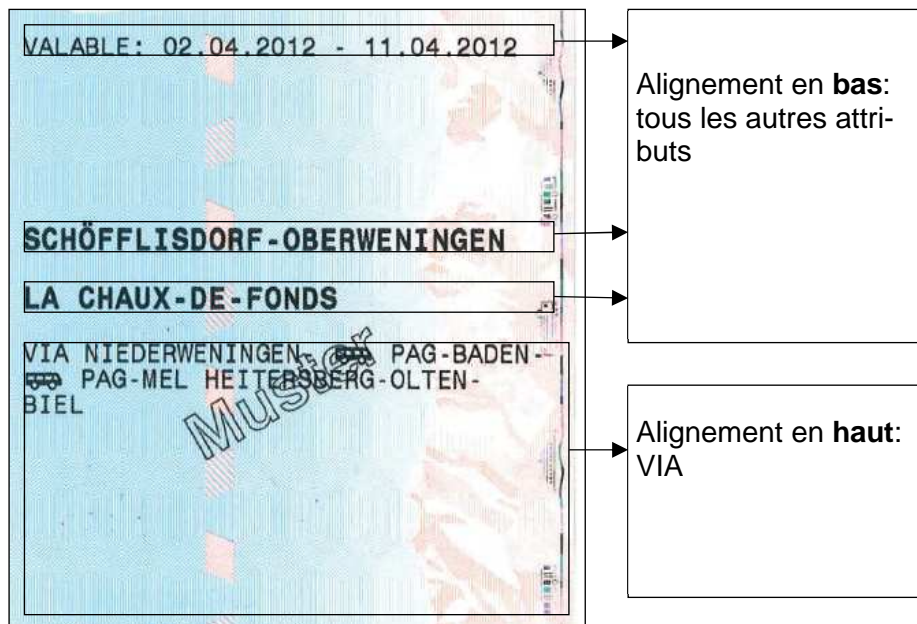 VALABLE: 02.04.2012 - 11.04.2012
Alignement en bas:
tous les autres attri-
buts
SCHÖFFLISDORF-OBERWENINGEN
LA CHAUX-DE-FONDS
VIA NIEDERWENINGEN- PAG-BADEN-
PAG-MEL HEITERSBERG-OLTEN-
BIEL
Muster
Alignement en haut:
VIA